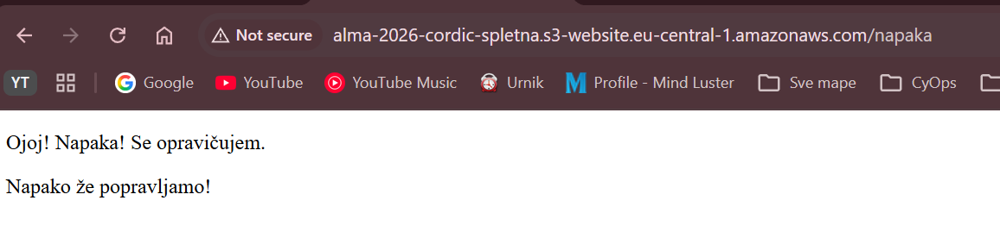 Not secure
alma-2026-cordic-spletna.s3-website.eu-central-1.amazonaws.com/napaka
YT
Google
YouTube
YouTube Music
Urnik
Profile - Mind Luster
Sve mape
CyOps
Ojoj! Napaka! Se opravičujem.
Napako že popravljamo!